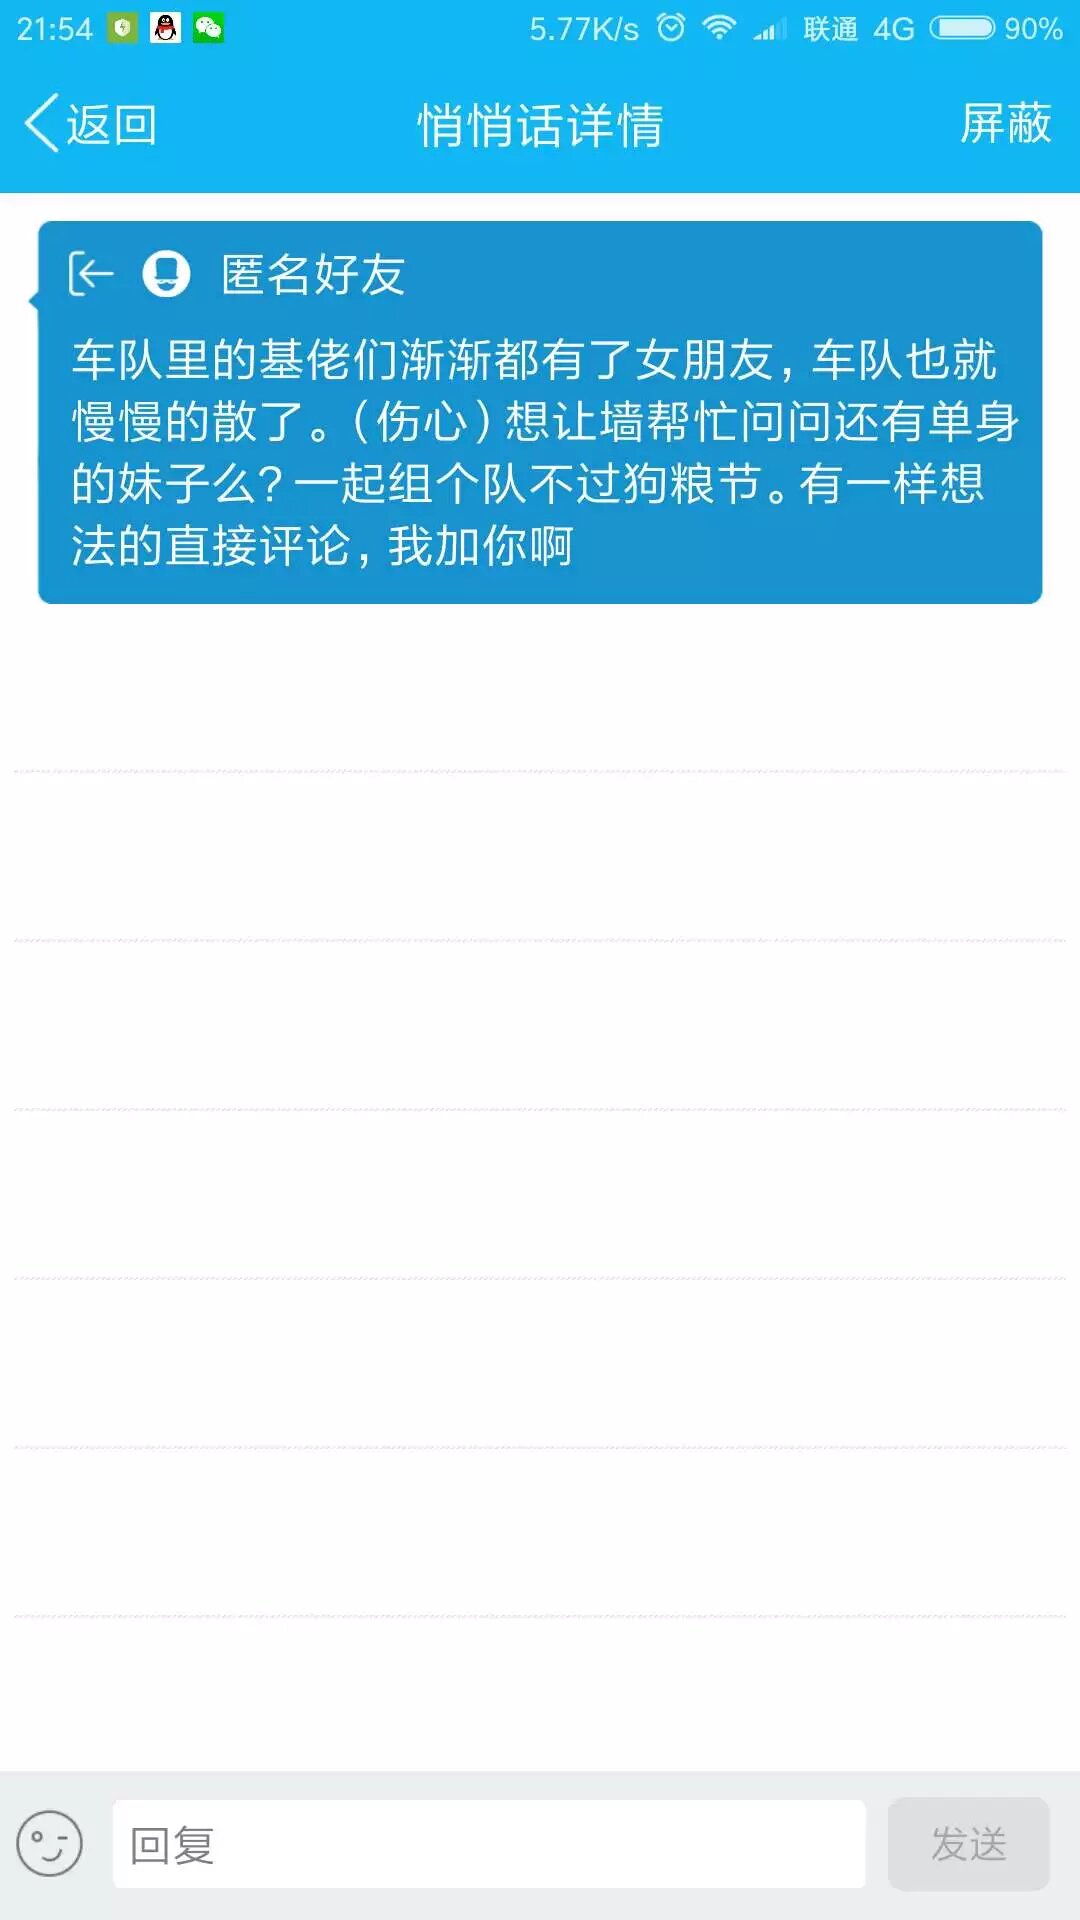 21:54 5.77K/s 联通 4G 90%
返回 悄悄话详情 屏蔽
匿名好友
车队里的基佬们渐渐都有了女朋友，车队也就
慢慢的散了。（伤心）想让墙帮忙问问还有单身
的妹子么？一起组个队不过狗粮节。有一样想
法的直接评论，我加你啊
回复 发送